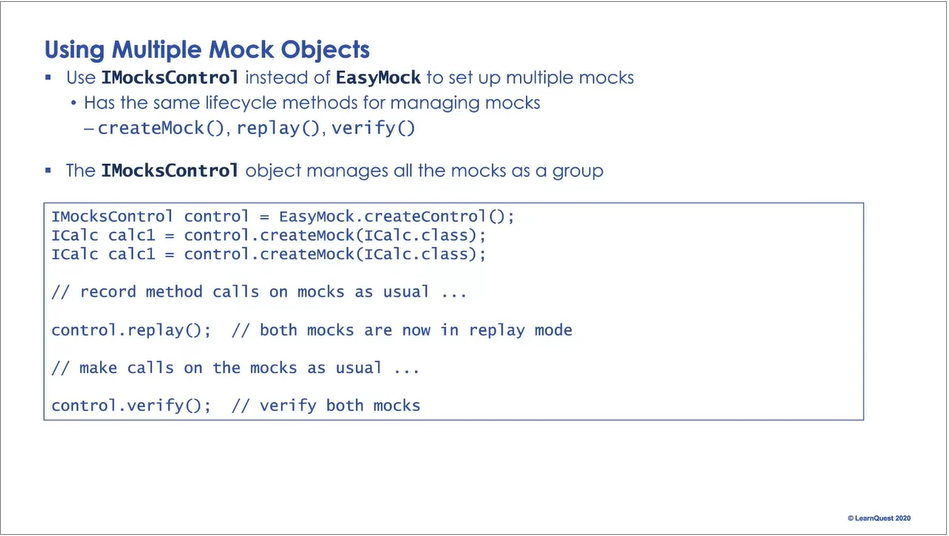 Using Multiple Mock Objects
▪ Use IMocksControl instead of EasyMock to set up multiple mocks
• Has the same lifecycle methods for managing mocks
– createMock(), replay(), verify()
▪ The IMocksControl object manages all the mocks as a group
IMocksControl control = EasyMock.createControl();
ICalc calc1 = control.createMock(ICalc.class);
ICalc calc1 = control.createMock(ICalc.class);
// record method calls on mocks as usual ...
control.replay();  // both mocks are now in replay mode
// make calls on the mocks as usual ...
control.verify();  // verify both mocks
© LearnQuest 2020